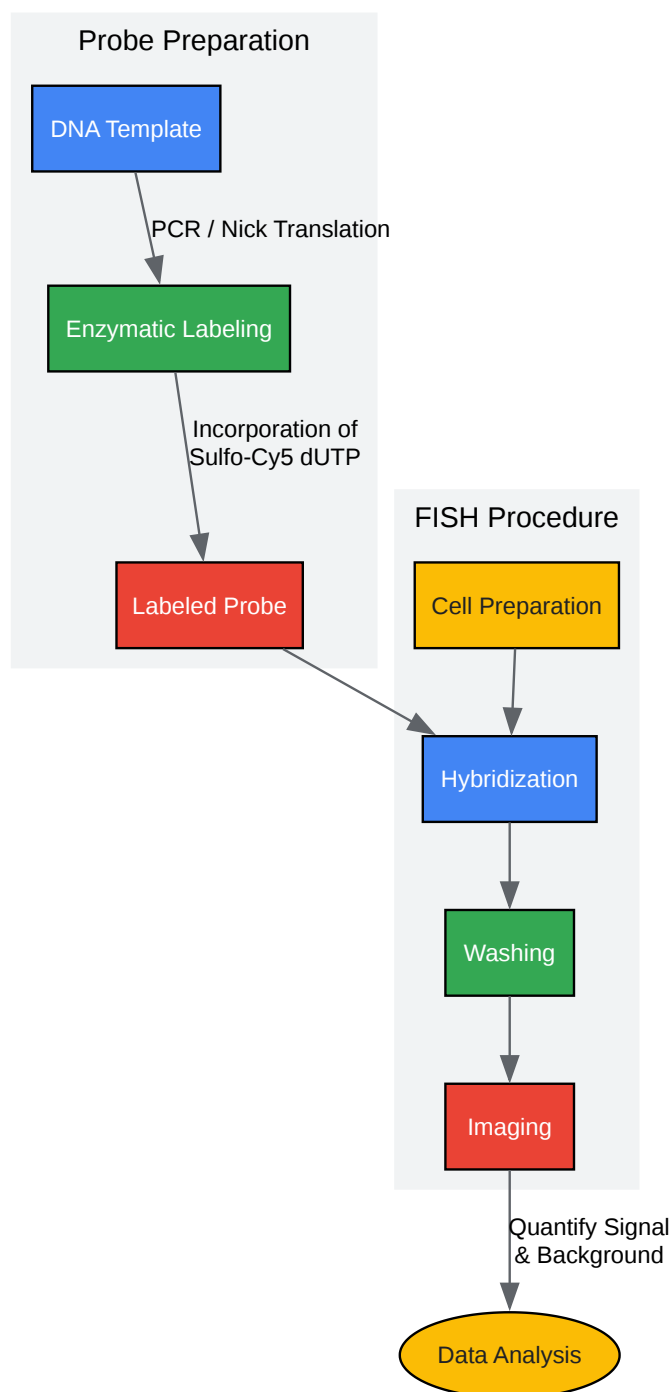 Probe Preparation
DNA Template
PCR / Nick Translation
Enzymatic Labeling
Incorporation of
Sulfo-Cy5 dUTP
Labeled Probe
FISH Procedure
Cell Preparation
Hybridization
Washing
Imaging
Quantify Signal
& Background
Data Analysis